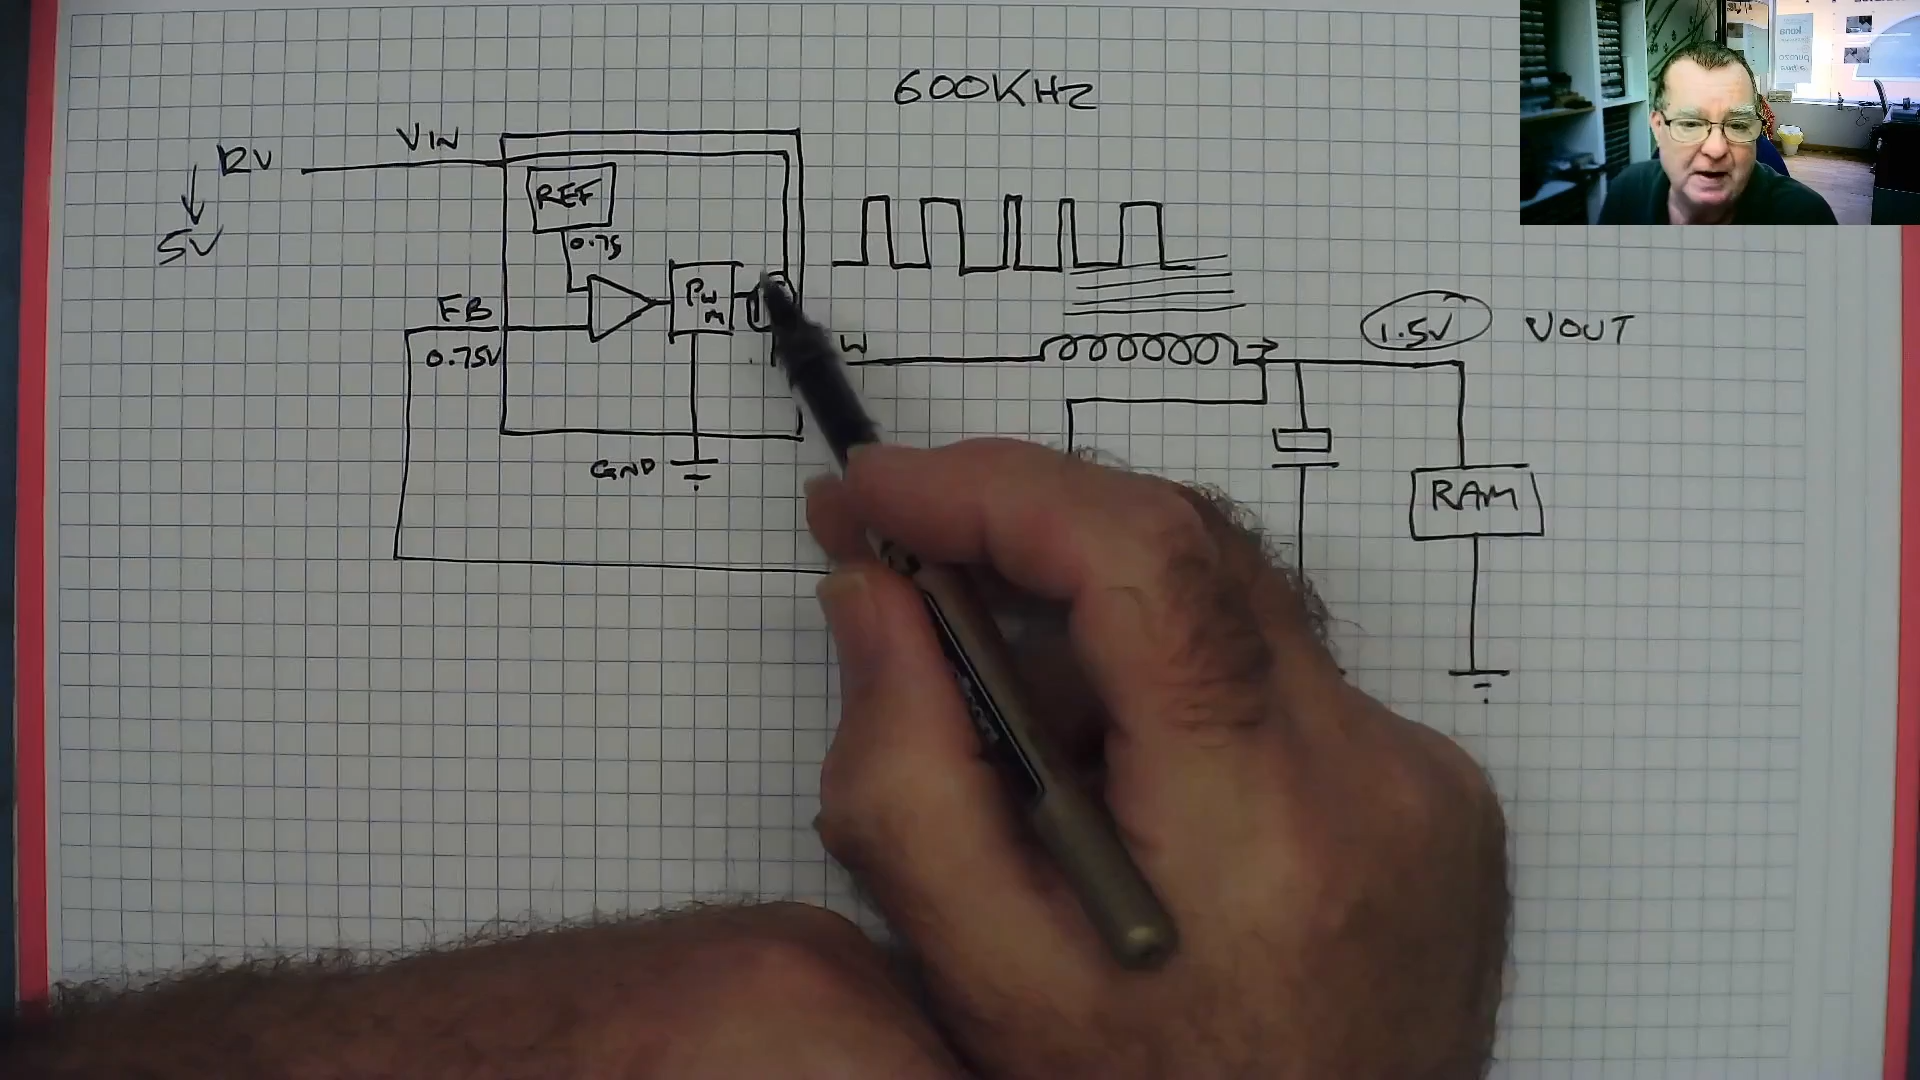 600KHZ
VIN
12V
5V
REF
0.75
PWM
FB
0.75V
W
GND
1.5V
VOUT
RAM